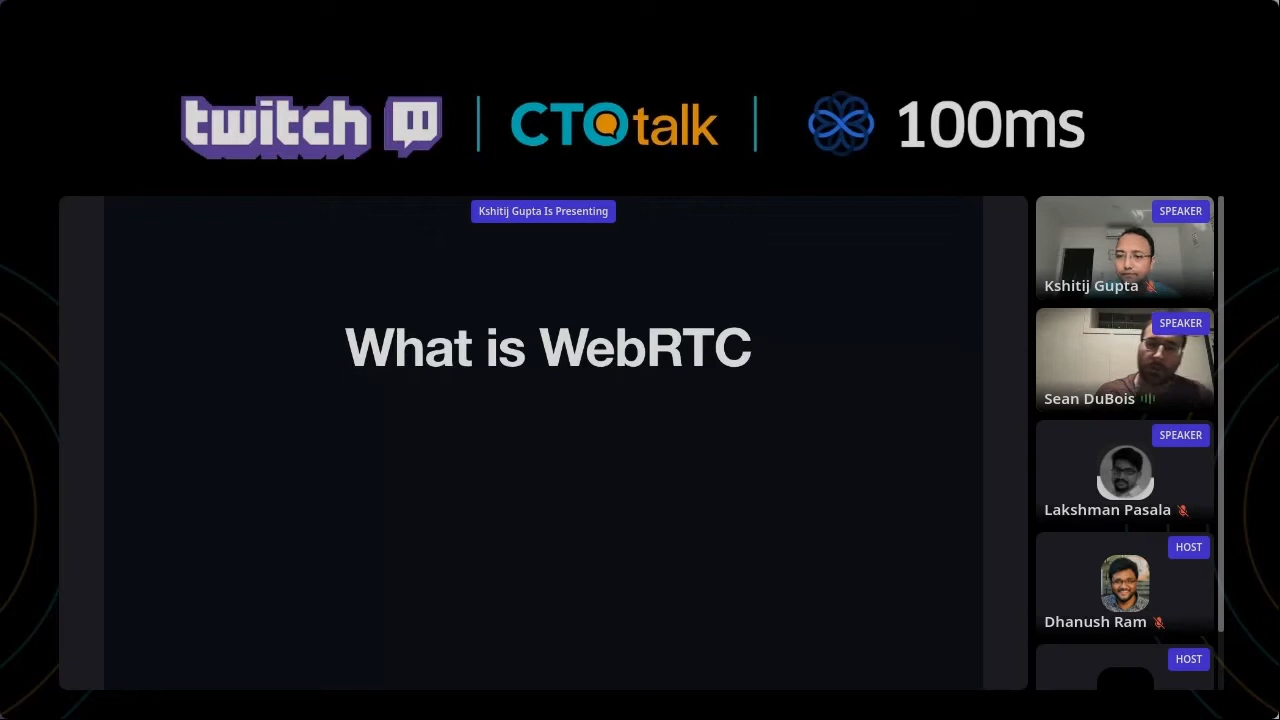 twitch
CTOtalk
100ms
Kshitij Gupta Is Presenting
What is WebRTC
SPEAKER
Kshitij Gupta
SPEAKER
Sean DuBois
SPEAKER
Lakshman Pasala
HOST
Dhanush Ram
HOST